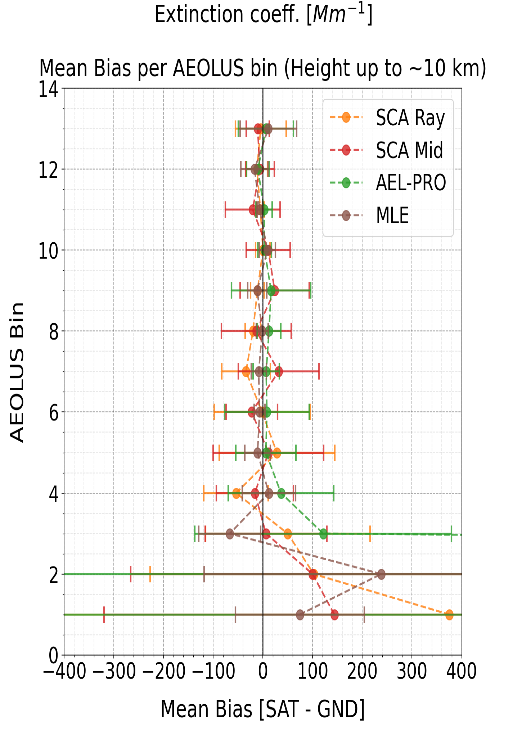 Extinction coeff. [Mm⁻¹]
Mean Bias per AEOLUS bin (Height up to ~10 km)
14
12
10
8
6
4
2
0
AEOLUS Bin
SCA Ray
SCA Mid
AEL-PRO
MLE
−400 −300 −200 −100 0 100 200 300 400
Mean Bias [SAT - GND]